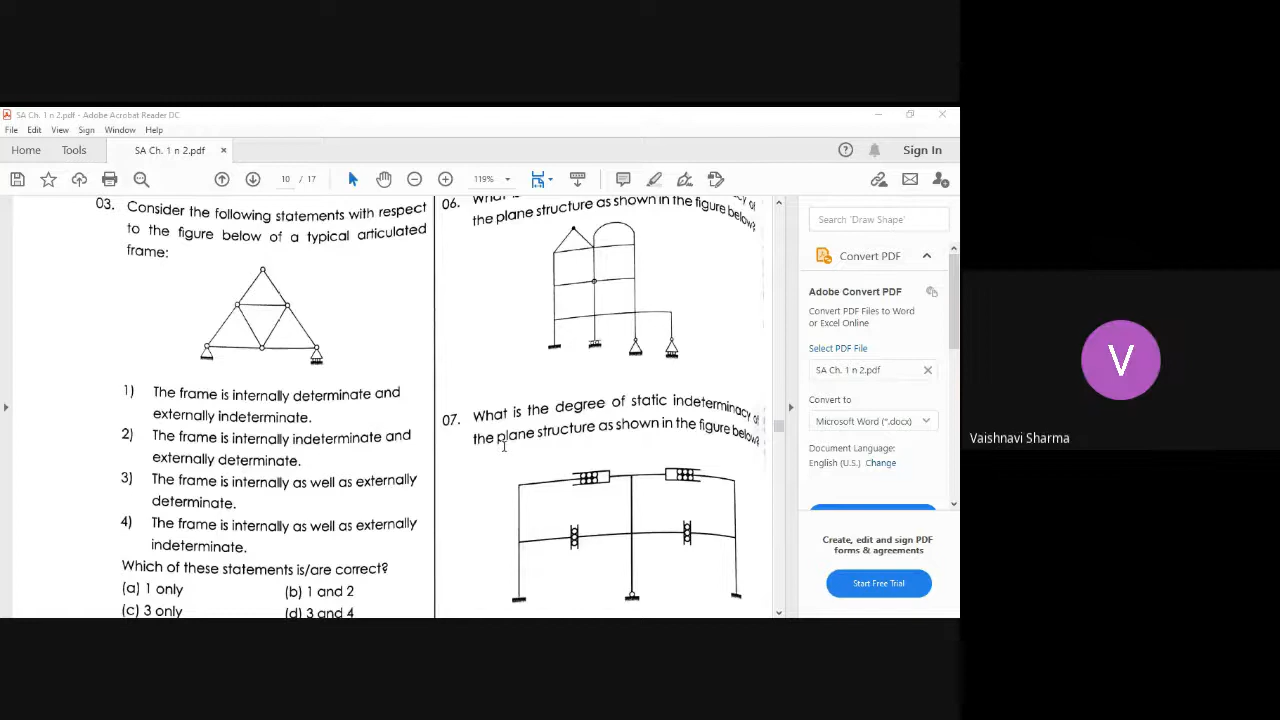 SA Ch. 1 n 2.pdf - Adobe Acrobat Reader DC
File Edit View Sign Window Help
Home Tools SA Ch. 1 n 2.pdf × Sign In
10 / 17 119%
03. Consider the following statements with respect
to the figure below of a typical articulated
frame:
1) The frame is internally determinate and
externally indeterminate.
2) The frame is internally indeterminate and
externally determinate.
3) The frame is internally as well as externally
determinate.
4) The frame is internally as well as externally
indeterminate.
Which of these statements is/are correct?
(a) 1 only (b) 1 and 2
(c) 3 only (d) 3 and 4
06. What
the plane structure as shown in the figure below?
07. What is the degree of static indeterminacy of
the plane structure as shown in the figure below?
Search 'Draw Shape'
Convert PDF
Adobe Convert PDF
Convert PDF Files to Word
or Excel Online
Select PDF File
SA Ch. 1 n 2.pdf
Convert to
Microsoft Word (*.docx)
Document Language:
English (U.S.) Change
Create, edit and sign PDF
forms & agreements
Start Free Trial
V
Vaishnavi Sharma